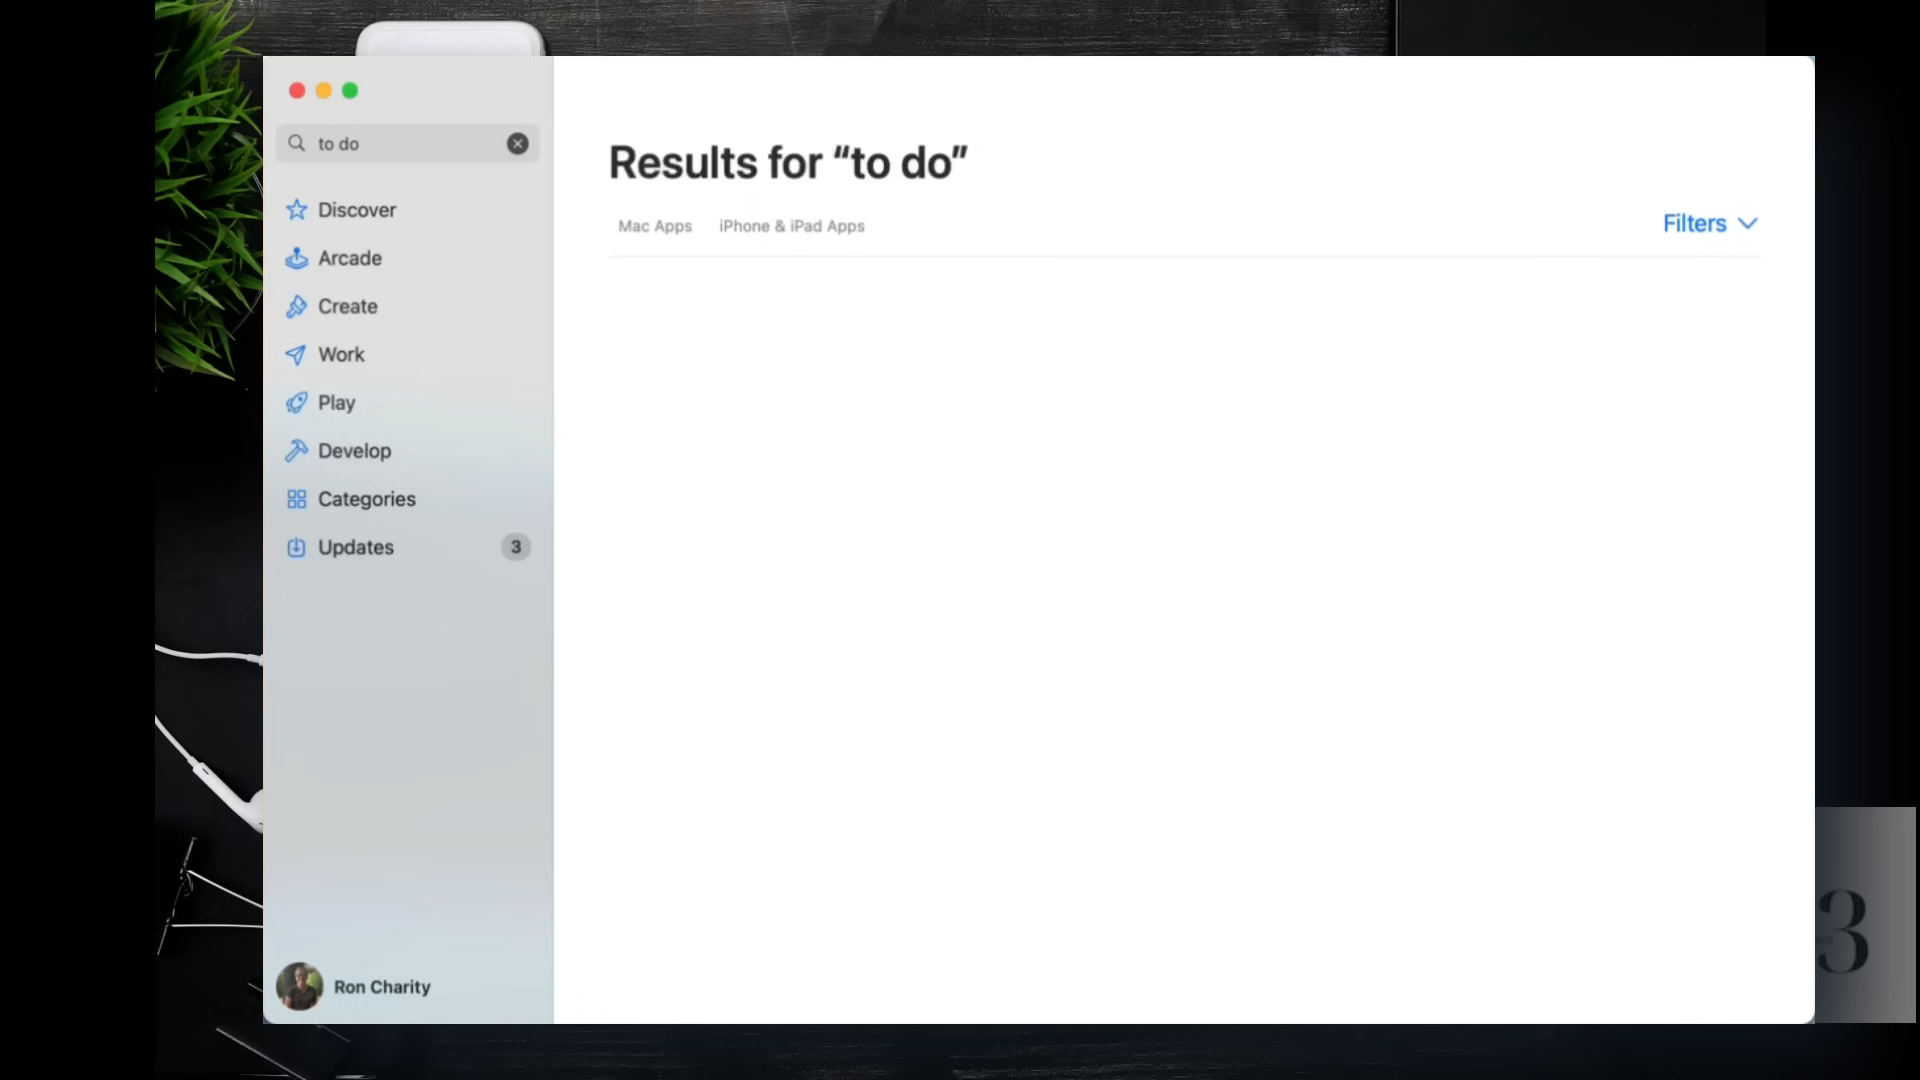 to do
Discover
Arcade
Create
Work
Play
Develop
Categories
Updates 3
Ron Charity
Results for “to do”
Mac Apps iPhone & iPad Apps
Filters
3